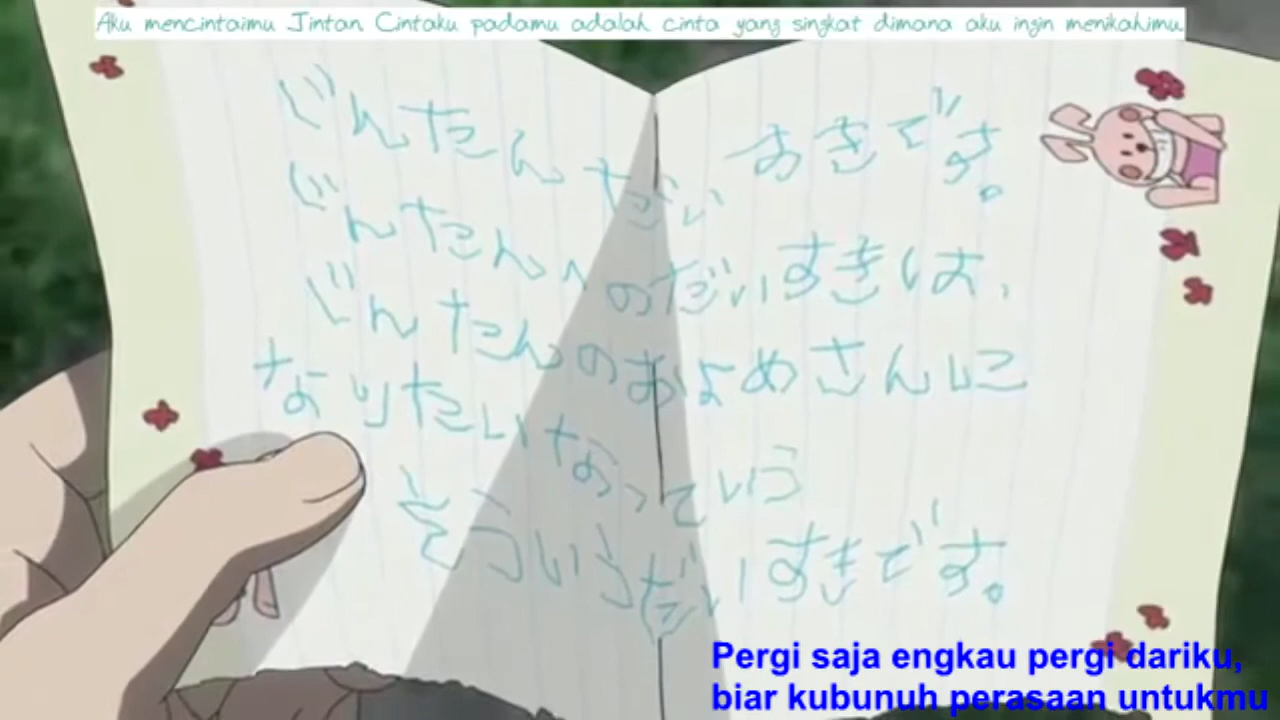 Aku mencintaimu Jintan. Cintaku padamu adalah cinta yang singkat dimana aku ingin menikahimu.
じんたん だいすきです。
じんたんへのだいすきは、
じんたんのおよめさんに
なりたいなっていう
そういうだいすきです。
Pergi saja engkau pergi dariku,
biar kubunuh perasaan untukmu